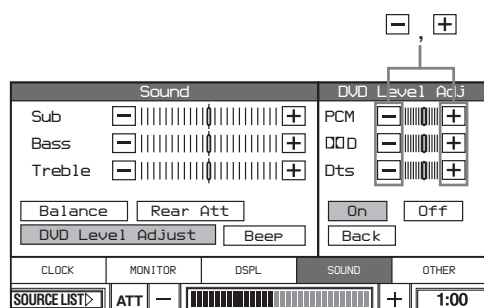 − , +
Sound
Sub − +
Bass − +
Treble − +
Balance Rear Att
DVD Level Adjust Beep
DVD Level Adj
PCM − +
D − +
Dts − +
On Off
Back
CLOCK MONITOR DSPL SOUND OTHER
SOURCE LIST ATT − + 1:00